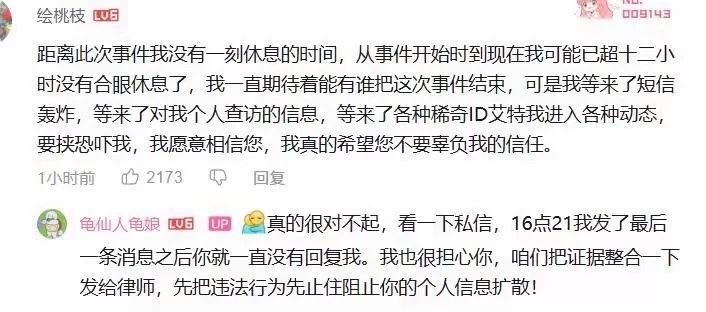 绘桃枝 LV6
NO.
009143
距离此次事件我没有一刻休息的时间，从事件开始时到现在我可能已超十二小
时没有合眼休息了，我一直期待着能有谁把这次事件结束，可是我等来了短信
轰炸，等来了对我个人查访的信息，等来了各种稀奇ID艾特我进入各种动态，
要挟恐吓我，我愿意相信您，我真的希望您不要辜负我的信任。
1小时前 2173 回复
龟仙人龟娘 LV6 UP 真的很对不起，看一下私信，16点21我发了最后
一条消息之后你就一直没有回复我。我也很担心你，咱们把证据整合一下
发给律师，先把违法行为先止住阻止你的个人信息扩散！